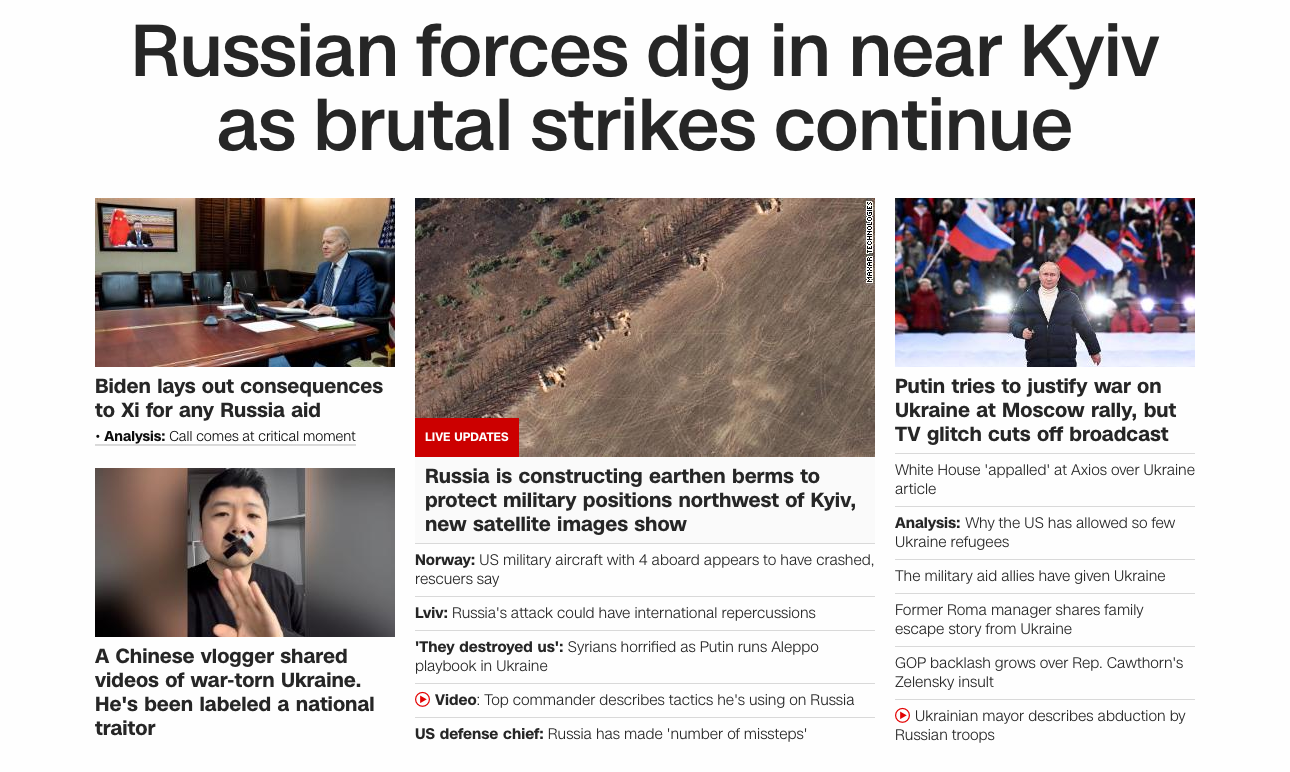 Russian forces dig in near Kyiv
as brutal strikes continue
Biden lays out consequences
to Xi for any Russia aid
• Analysis: Call comes at critical moment
A Chinese vlogger shared
videos of war-torn Ukraine.
He's been labeled a national
traitor
MAXAR TECHNOLOGIES
LIVE UPDATES
Russia is constructing earthen berms to
protect military positions northwest of Kyiv,
new satellite images show
Norway: US military aircraft with 4 aboard appears to have crashed,
rescuers say
Lviv: Russia's attack could have international repercussions
'They destroyed us': Syrians horrified as Putin runs Aleppo
playbook in Ukraine
Video: Top commander describes tactics he's using on Russia
US defense chief: Russia has made 'number of missteps'
Putin tries to justify war on
Ukraine at Moscow rally, but
TV glitch cuts off broadcast
White House 'appalled' at Axios over Ukraine
article
Analysis: Why the US has allowed so few
Ukraine refugees
The military aid allies have given Ukraine
Former Roma manager shares family
escape story from Ukraine
GOP backlash grows over Rep. Cawthorn's
Zelensky insult
Ukrainian mayor describes abduction by
Russian troops